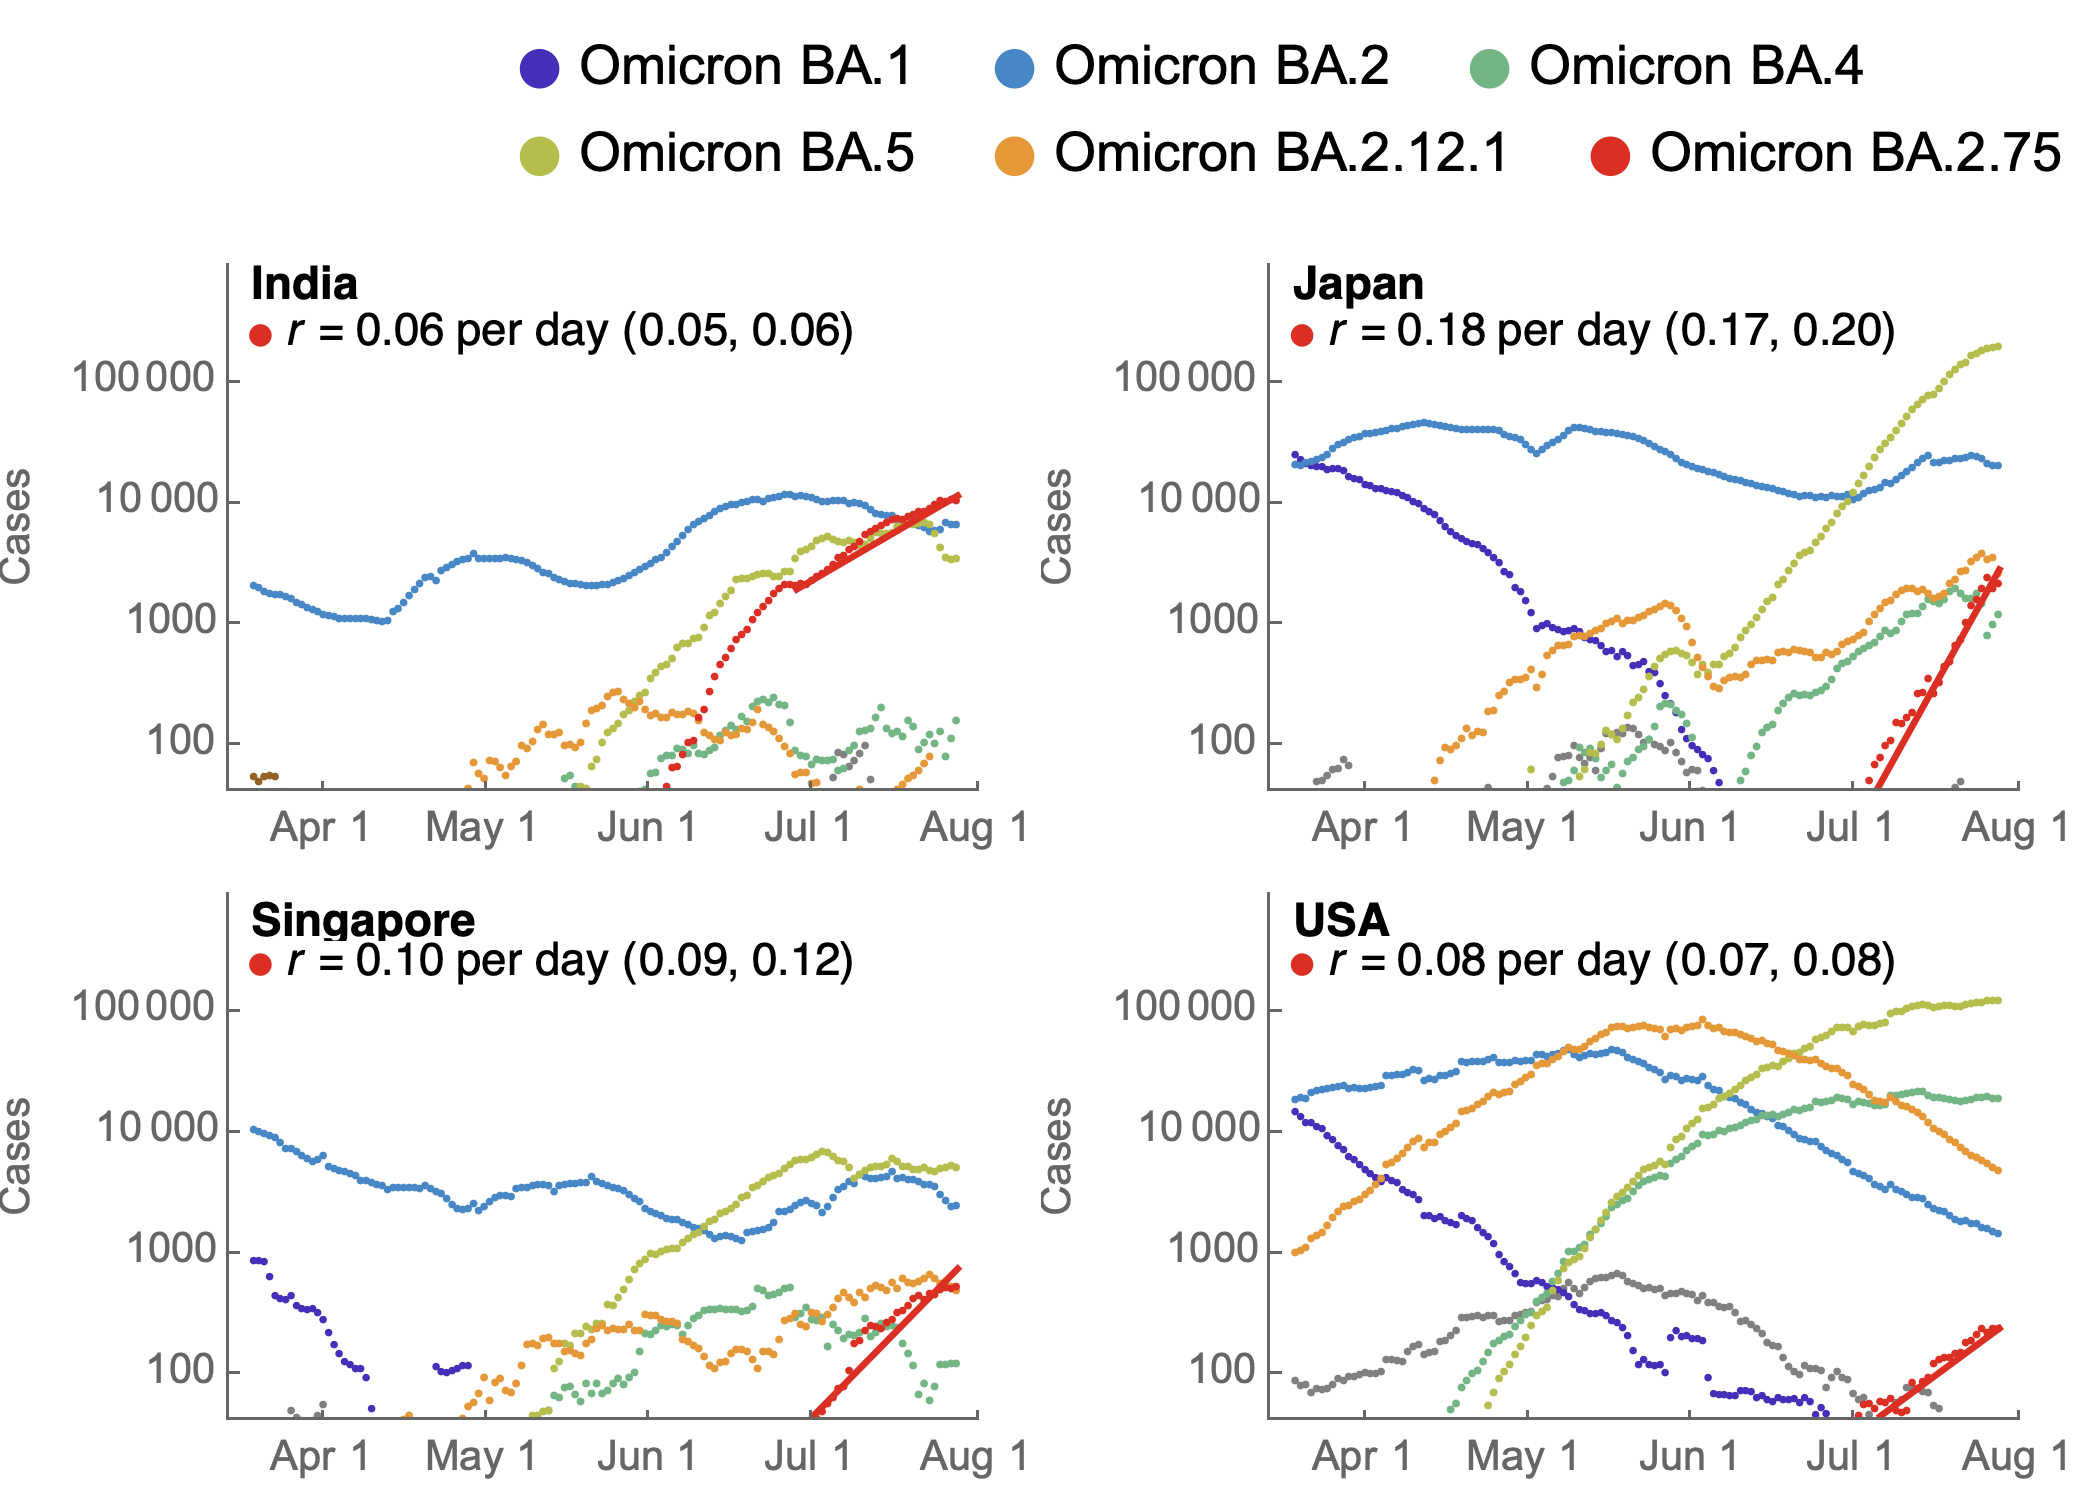 Omicron BA.1 Omicron BA.2 Omicron BA.4
Omicron BA.5 Omicron BA.2.12.1 Omicron BA.2.75
India
r = 0.06 per day (0.05, 0.06)
100 000
10 000
1000
100
Cases
Apr 1 May 1 Jun 1 Jul 1 Aug 1
Japan
r = 0.18 per day (0.17, 0.20)
100 000
10 000
1000
100
Cases
Apr 1 May 1 Jun 1 Jul 1 Aug 1
Singapore
r = 0.10 per day (0.09, 0.12)
100 000
10 000
1000
100
Cases
Apr 1 May 1 Jun 1 Jul 1 Aug 1
USA
r = 0.08 per day (0.07, 0.08)
100 000
10 000
1000
100
Cases
Apr 1 May 1 Jun 1 Jul 1 Aug 1